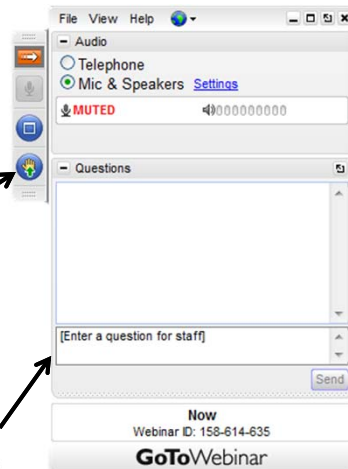 File View Help
Audio
Telephone
Mic & Speakers Settings
MUTED 000000000
Questions
[Enter a question for staff]
Send
Now
Webinar ID: 158-614-635
GoToWebinar